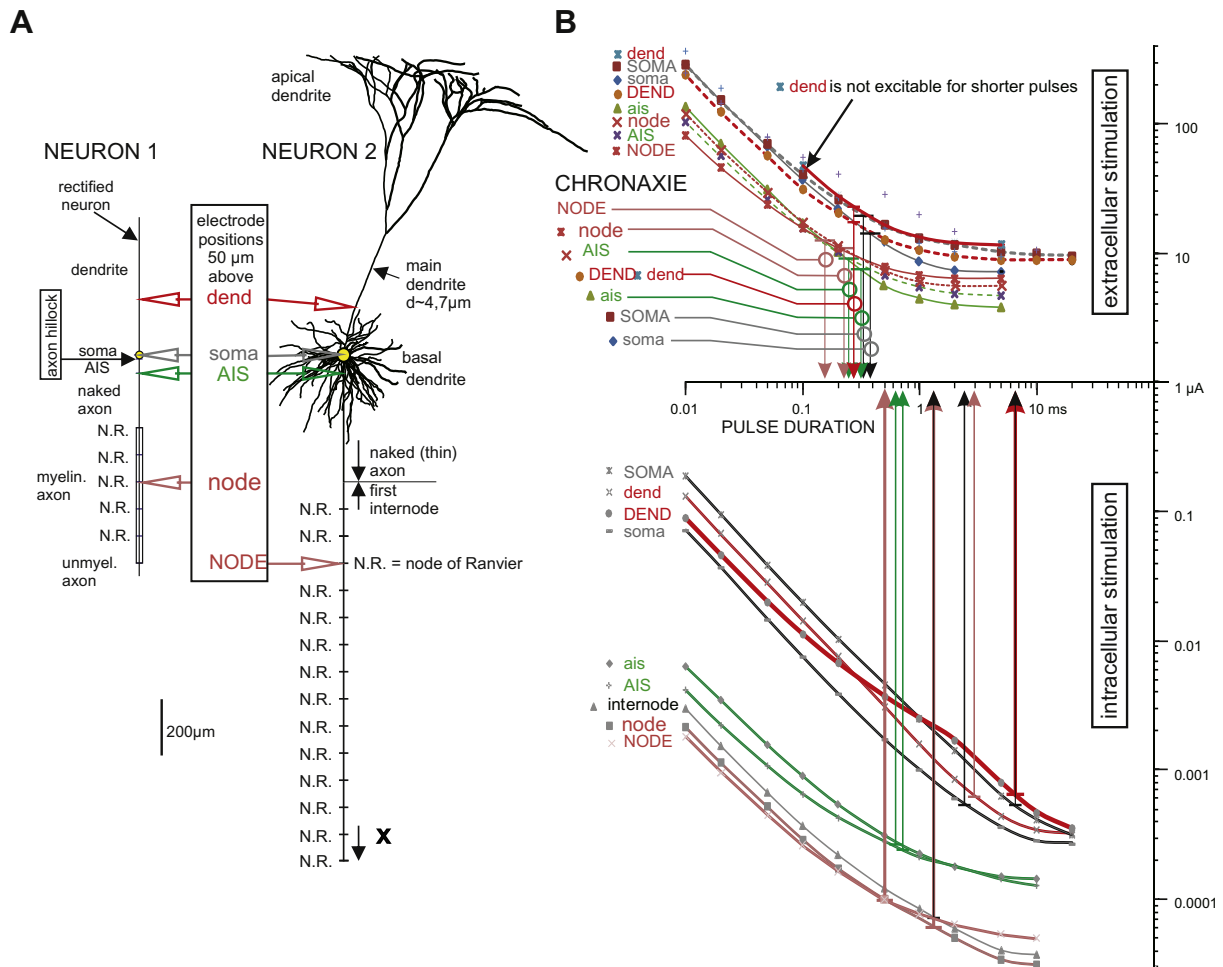 A
B
apical
dendrite
NEURON 1
NEURON 2
rectified
neuron
dendrite
electrode
positions
50 µm
above
dend
main
dendrite
d~4,7µm
axon hillock
soma
AIS
soma
AIS
basal
dendrite
naked
axon
N.R.
N.R.
myelin.
axon
N.R.
node
N.R.
N.R.
unmyel.
axon
NODE
naked (thin)
axon
first
internode
N.R.
N.R.
N.R. = node of Ranvier
N.R.
N.R.
N.R.
N.R.
N.R.
N.R.
N.R.
N.R.
N.R.
N.R.
N.R.
x
200µm
dend
SOMA
soma
DEND
ais
node
AIS
NODE
dend is not excitable for shorter pulses
CHRONAXIE
NODE
node
AIS
DEND dend
ais
SOMA
soma
extracellular stimulation
100
10
1 µA
0.01
0.1
1
10 ms
PULSE DURATION
SOMA
dend
DEND
soma
ais
AIS
internode
node
NODE
intracellular stimulation
0.1
0.01
0.001
0.0001